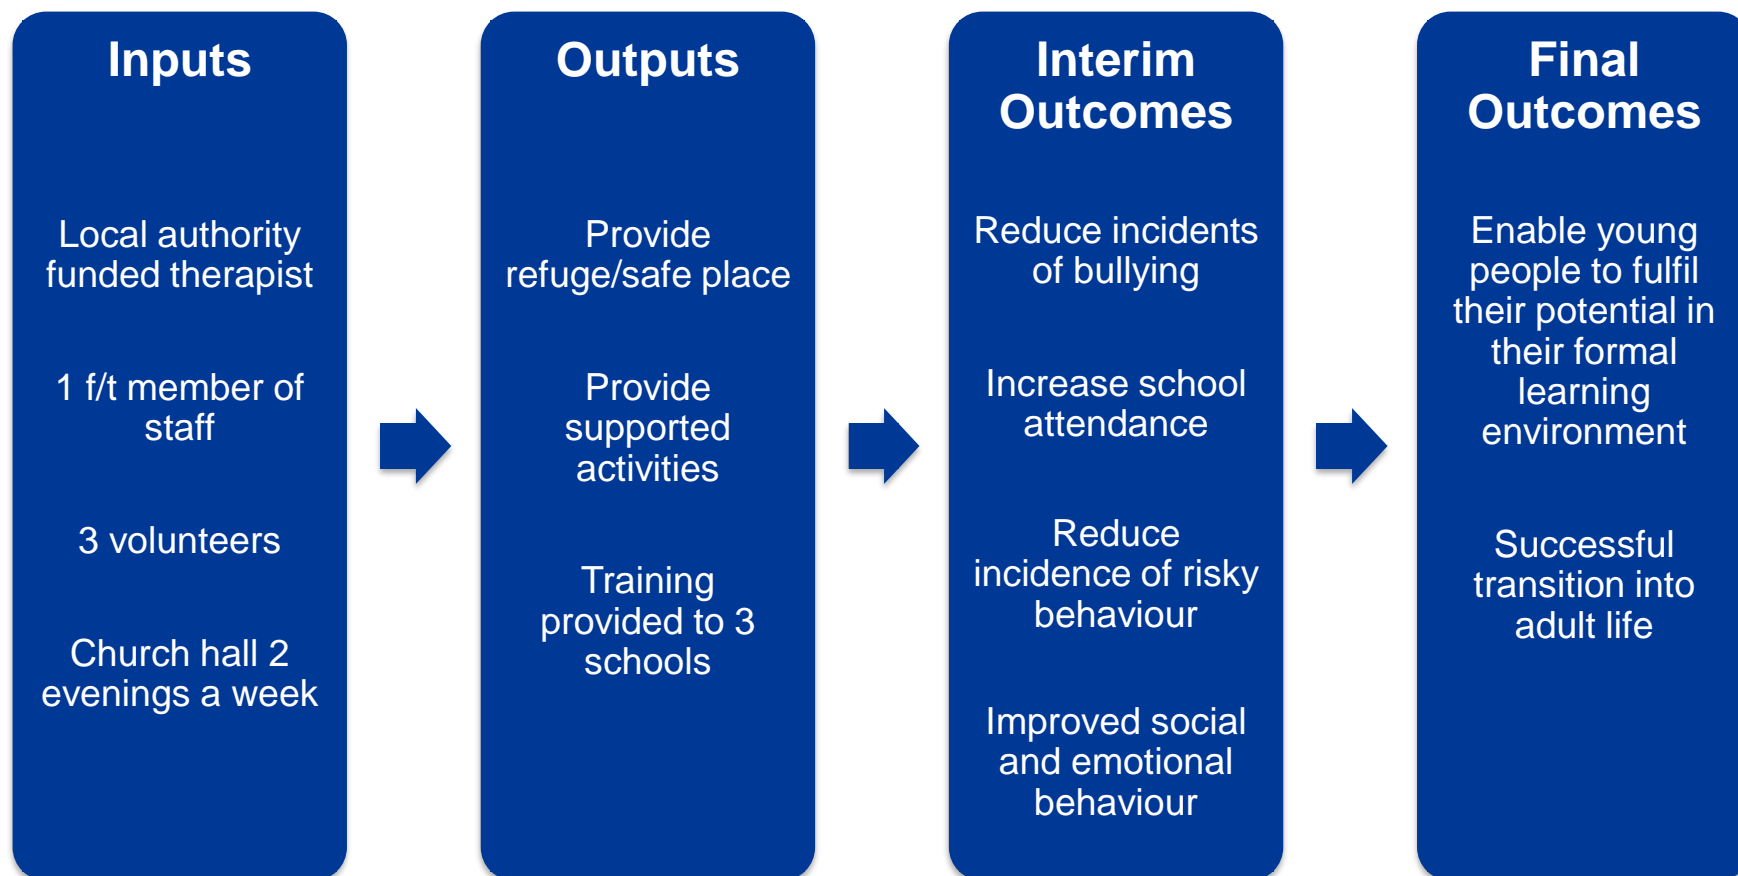 Inputs
Local authority
funded therapist
1 f/t member of
staff
3 volunteers
Church hall 2
evenings a week
Outputs
Provide
refuge/safe place
Provide
supported
activities
Training
provided to 3
schools
Interim
Outcomes
Reduce incidents
of bullying
Increase school
attendance
Reduce
incidence of risky
behaviour
Improved social
and emotional
behaviour
Final
Outcomes
Enable young
people to fulfil
their potential in
their formal
learning
environment
Successful
transition into
adult life